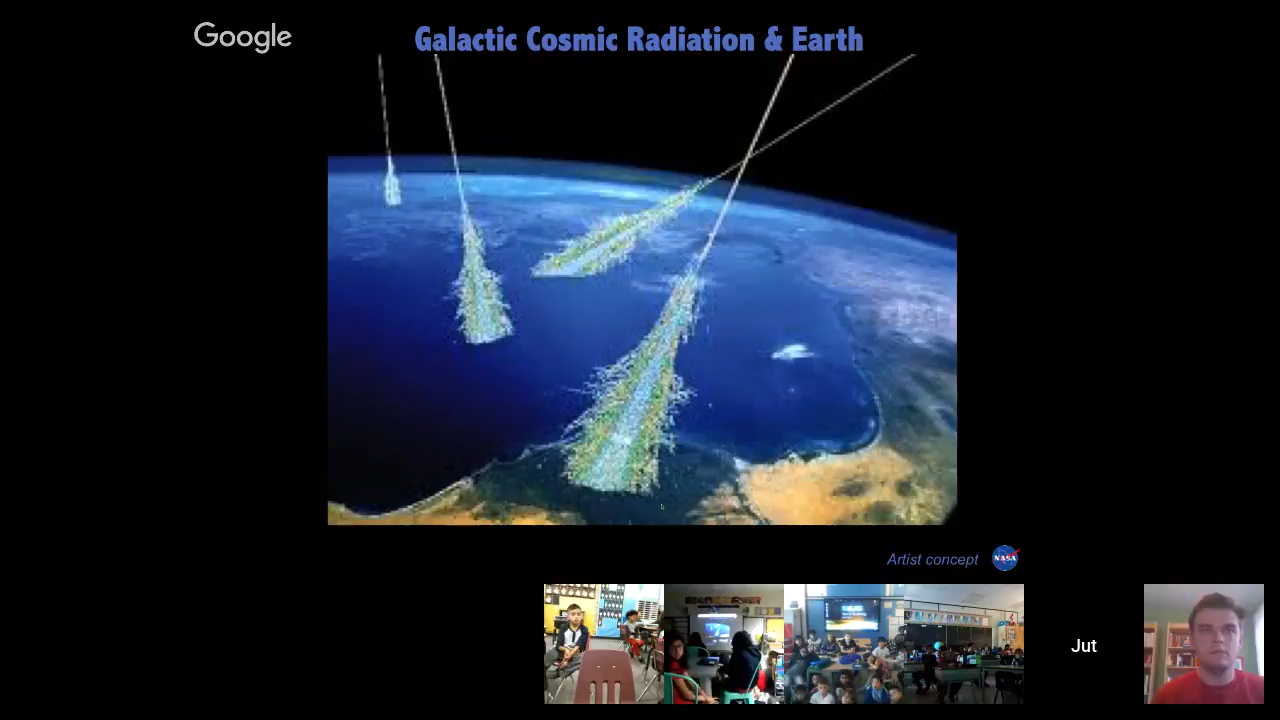 Google
Galactic Cosmic Radiation & Earth
Artist concept
NASA
Jut